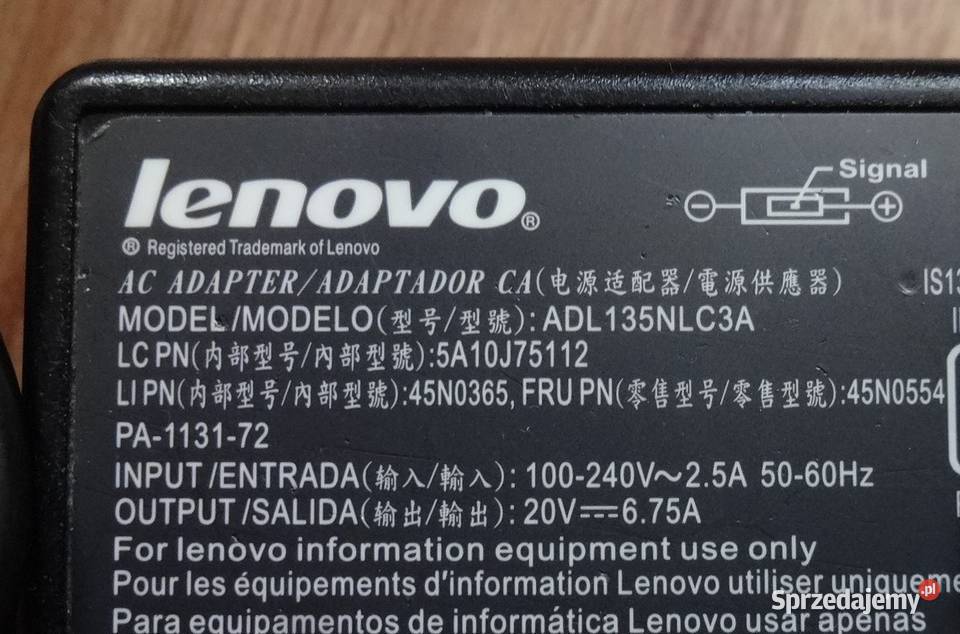 Signal
lenovo®
® Registered Trademark of Lenovo
AC ADAPTER/ADAPTADOR CA(电源适配器/電源供應器)
MODEL/MODELO(型号/型號): ADL135NLC3A
LC PN(内部型号/內部型號):5A10J75112
LI PN(内部型号/內部型號):45N0365, FRU PN(零售型号/零售型號):45N0554
PA-1131-72
INPUT/ENTRADA(输入/輸入): 100-240V~2.5A 50-60Hz
OUTPUT/SALIDA(输出/輸出): 20V⎓6.75A
For lenovo information equipment use only
Pour les équipements d'information Lenovo utiliser
Para equipamentos de informática Lenovo usar apenas
Sprzedajemy.pl